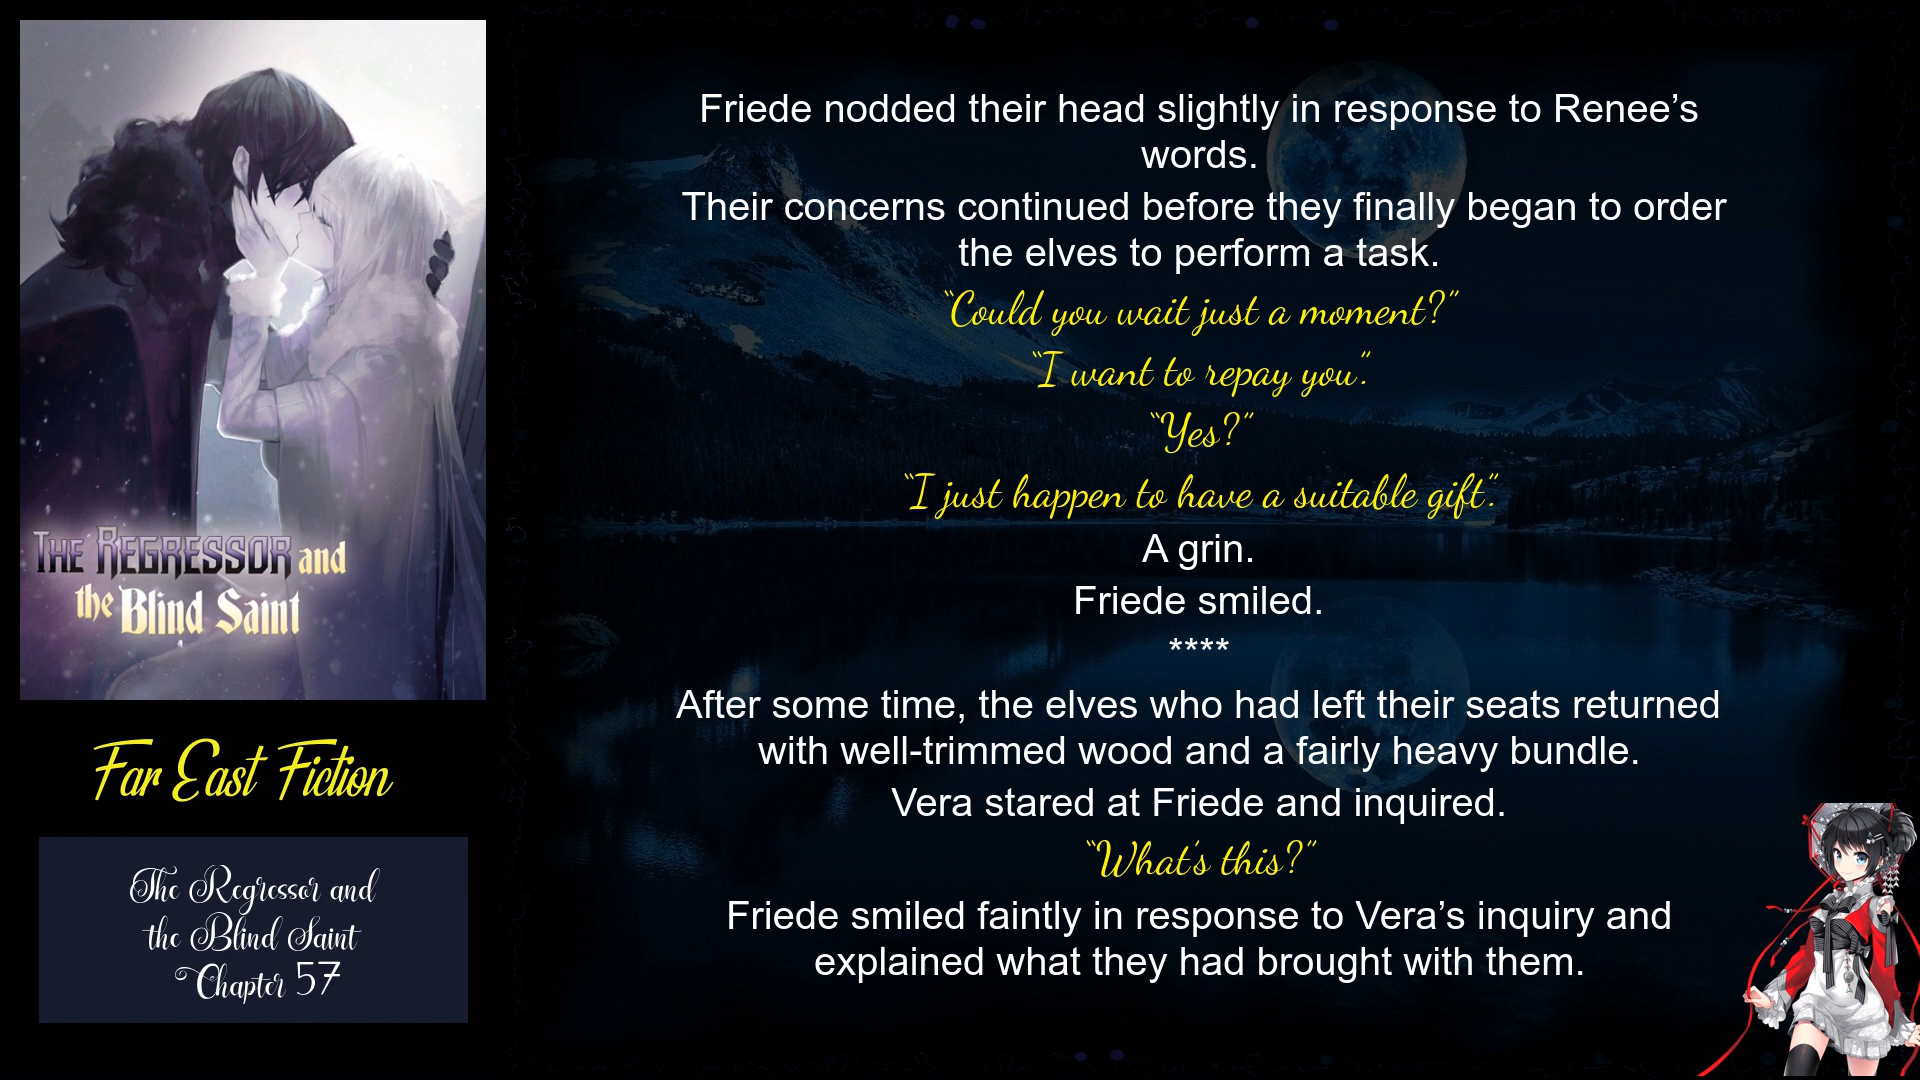 THE REGRESSOR and
the Blind Saint
Far East Fiction
The Regressor and
the Blind Saint
Chapter 57
Friede nodded their head slightly in response to Renee’s
words.
Their concerns continued before they finally began to order
the elves to perform a task.
“Could you wait just a moment?”
“I want to repay you”.
“Yes?”
“I just happen to have a suitable gift”.
A grin.
Friede smiled.
****
After some time, the elves who had left their seats returned
with well-trimmed wood and a fairly heavy bundle.
Vera stared at Friede and inquired.
“What’s this?”
Friede smiled faintly in response to Vera’s inquiry and
explained what they had brought with them.